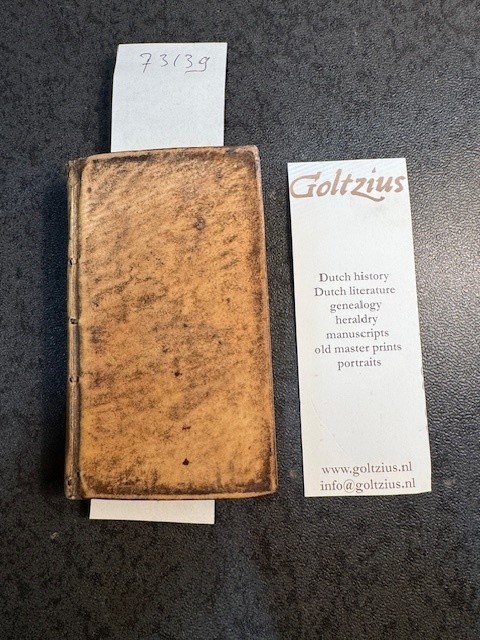 73139
Goltzius
Dutch history
Dutch literature
genealogy
heraldry
manuscripts
old master prints
portraits
www.goltzius.nl
info@goltzius.nl